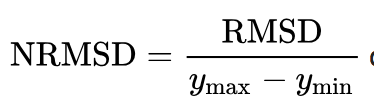 NRMSD = RMSD / (y_max − y_min)